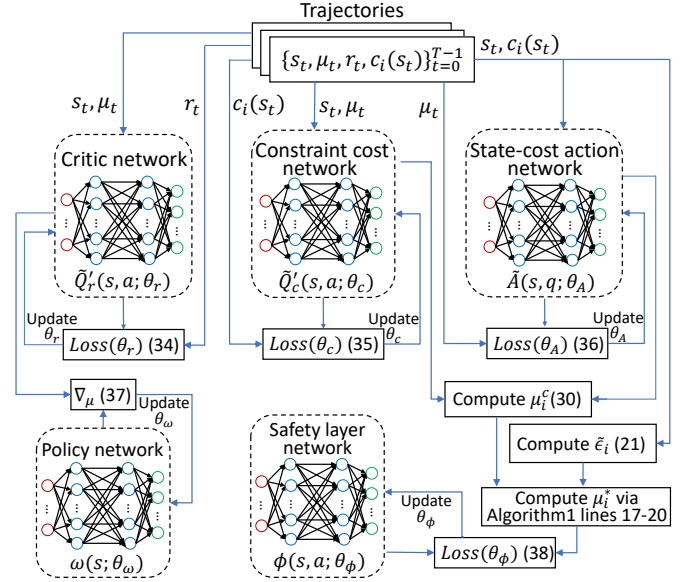 Trajectories
{s_t, μ_t, r_t, c_i(s_t)}_{t=0}^{T−1}
s_t, c_i(s_t)
s_t, μ_t
r_t
c_i(s_t)
s_t, μ_t
μ_t
Critic network
Q̃′_r(s, a; θ_r)
Constraint cost
network
Q̃′_c(s, a; θ_c)
State-cost action
network
Ã(s, q; θ_A)
Update
θ_r
Loss(θ_r) (34)
Loss(θ_c) (35)
Update
θ_c
Loss(θ_A) (36)
Update
θ_A
∇_μ (37)
Update
θ_ω
Compute μ_i^c (30)
Compute ϵ̃_i (21)
Policy network
ω(s; θ_ω)
Safety layer
network
ϕ(s, a; θ_ϕ)
Update
θ_ϕ
Compute μ_i^* via
Algorithm1 lines 17-20
Loss(θ_ϕ) (38)